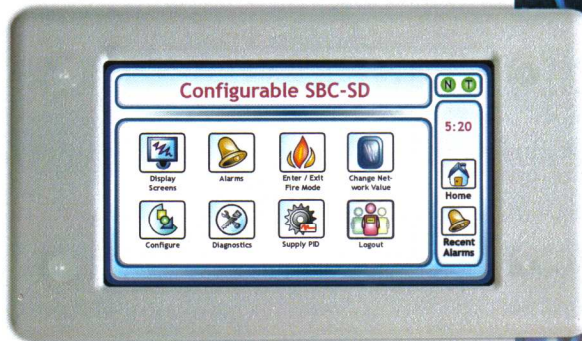 Configurable SBC-SD
N T
5:20
Display
Screens
Alarms
Enter / Exit
Fire Mode
Change Net-
work Value
Home
Configure
Diagnostics
Supply PID
Logout
Recent
Alarms